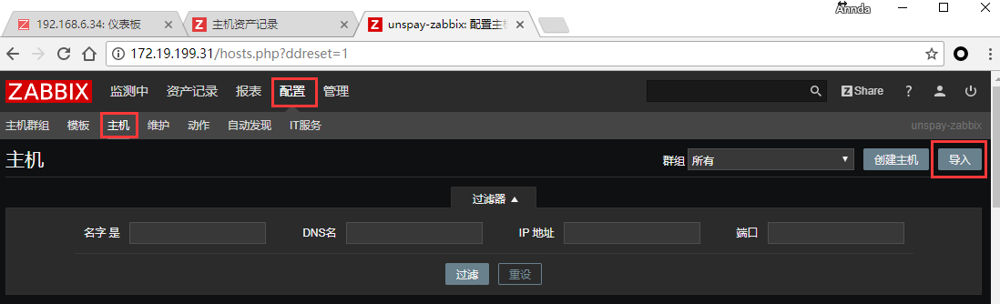 Annda
192.168.6.34: 仪表板
主机资产记录
unspay-zabbix: 配置主机
172.19.199.31/hosts.php?ddreset=1
ZABBIX 监测中 资产记录 报表 配置 管理 Z Share ?
主机群组 模板 主机 维护 动作 自动发现 IT服务 unspay-zabbix
主机 群组 所有 创建主机 导入
过滤器
名字 是 DNS名 IP 地址 端口
过滤 重设